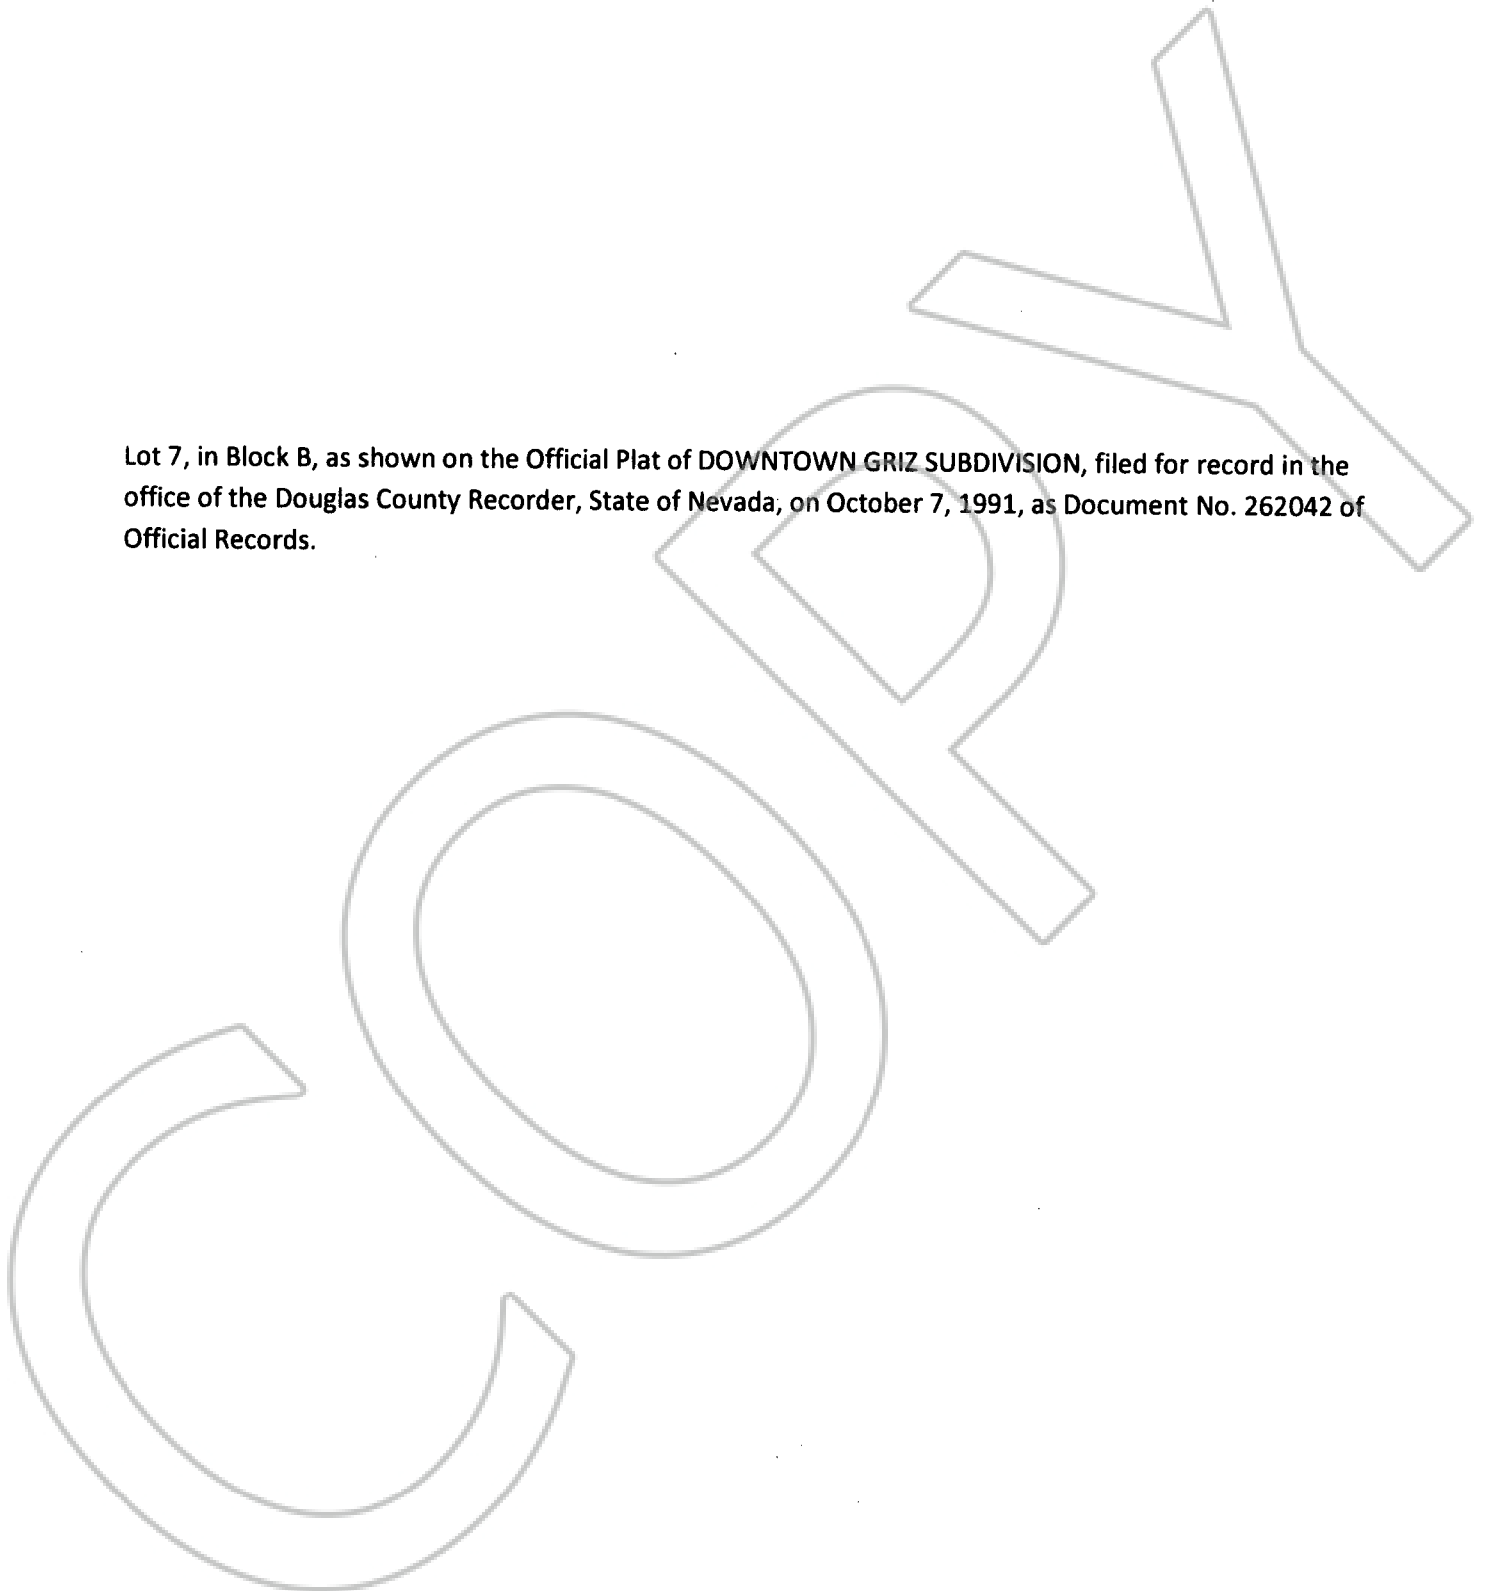 Lot 7, in Block B, as shown on the Official Plat of DOWNTOWN GRIZ SUBDIVISION, filed for record in the
office of the Douglas County Recorder, State of Nevada, on October 7, 1991, as Document No. 262042 of
Official Records.
COPY